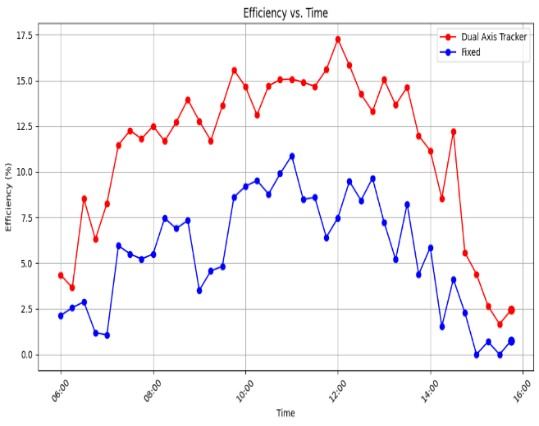 Efficiency vs. Time
Dual Axis Tracker
Fixed
Efficiency (%)
17.5
15.0
12.5
10.0
7.5
5.0
2.5
0.0
06:00
08:00
10:00
12:00
14:00
16:00
Time